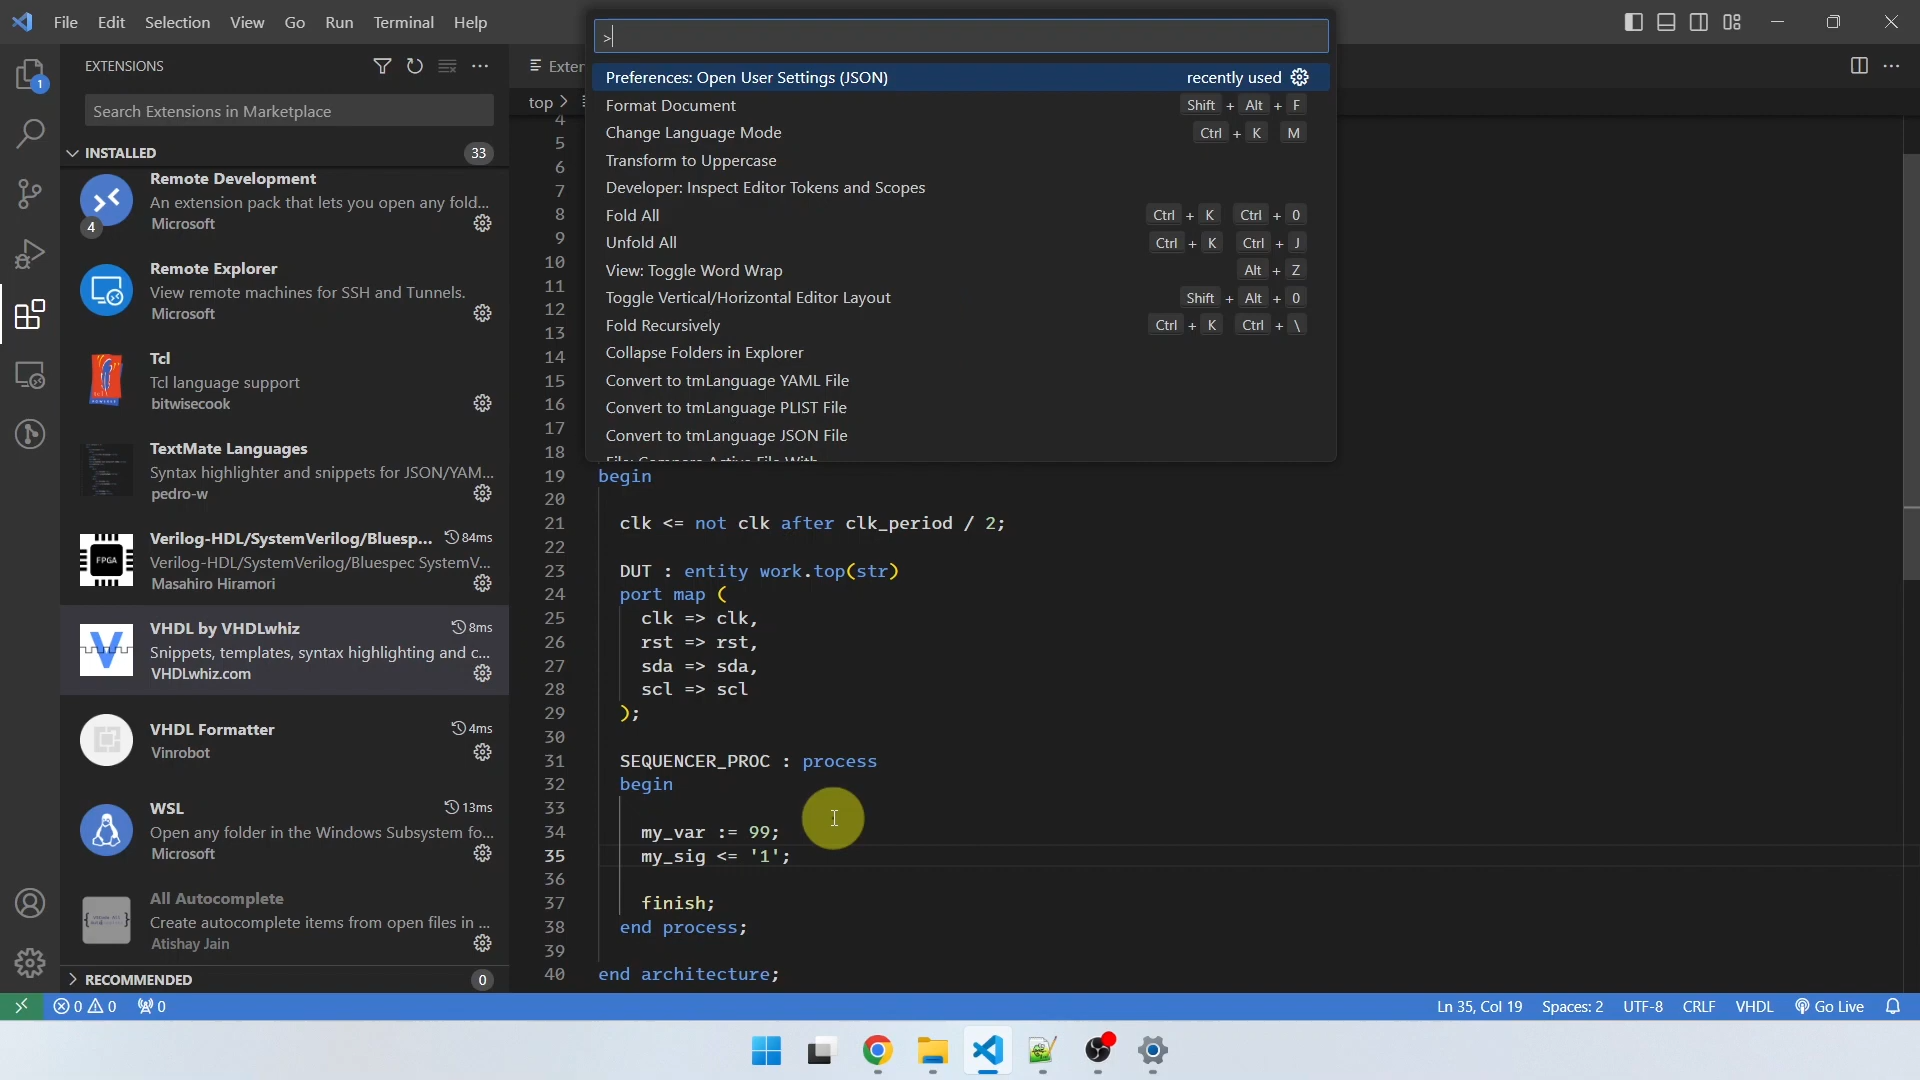 File Edit Selection View Go Run Terminal Help
>
EXTENSIONS
Search Extensions in Marketplace
INSTALLED 33
Remote Development
An extension pack that lets you open any fold...
Microsoft
4
Remote Explorer
View remote machines for SSH and Tunnels.
Microsoft
Tcl
Tcl language support
bitwisecook
TextMate Languages
Syntax highlighter and snippets for JSON/YAM...
pedro-w
Verilog-HDL/SystemVerilog/Bluesp... 84ms
Verilog-HDL/SystemVerilog/Bluespec SystemV...
Masahiro Hiramori
FPGA
VHDL by VHDLwhiz 8ms
Snippets, templates, syntax highlighting and c...
VHDLwhiz.com
VHDL Formatter 4ms
Vinrobot
WSL 13ms
Open any folder in the Windows Subsystem fo...
Microsoft
All Autocomplete
Create autocomplete items from open files in ...
Atishay Jain
RECOMMENDED 0
1
Exter
top >
Preferences: Open User Settings (JSON) recently used
Format Document Shift + Alt + F
Change Language Mode Ctrl + K M
Transform to Uppercase
Developer: Inspect Editor Tokens and Scopes
Fold All Ctrl + K Ctrl + 0
Unfold All Ctrl + K Ctrl + J
View: Toggle Word Wrap Alt + Z
Toggle Vertical/Horizontal Editor Layout Shift + Alt + 0
Fold Recursively Ctrl + K Ctrl + \
Collapse Folders in Explorer
Convert to tmLanguage YAML File
Convert to tmLanguage PLIST File
Convert to tmLanguage JSON File
File: Compare Active File With
4
5
6
7
8
9
10
11
12
13
14
15
16
17
18
19 begin
20
21 clk <= not clk after clk_period / 2;
22
23 DUT : entity work.top(str)
24 port map (
25 clk => clk,
26 rst => rst,
27 sda => sda,
28 scl => scl
29 );
30
31 SEQUENCER_PROC : process
32 begin
33
34 my_var := 99;
35 my_sig <= '1';
36
37 finish;
38 end process;
39
40 end architecture;
0 0 0 Ln 35, Col 19 Spaces: 2 UTF-8 CRLF VHDL Go Live